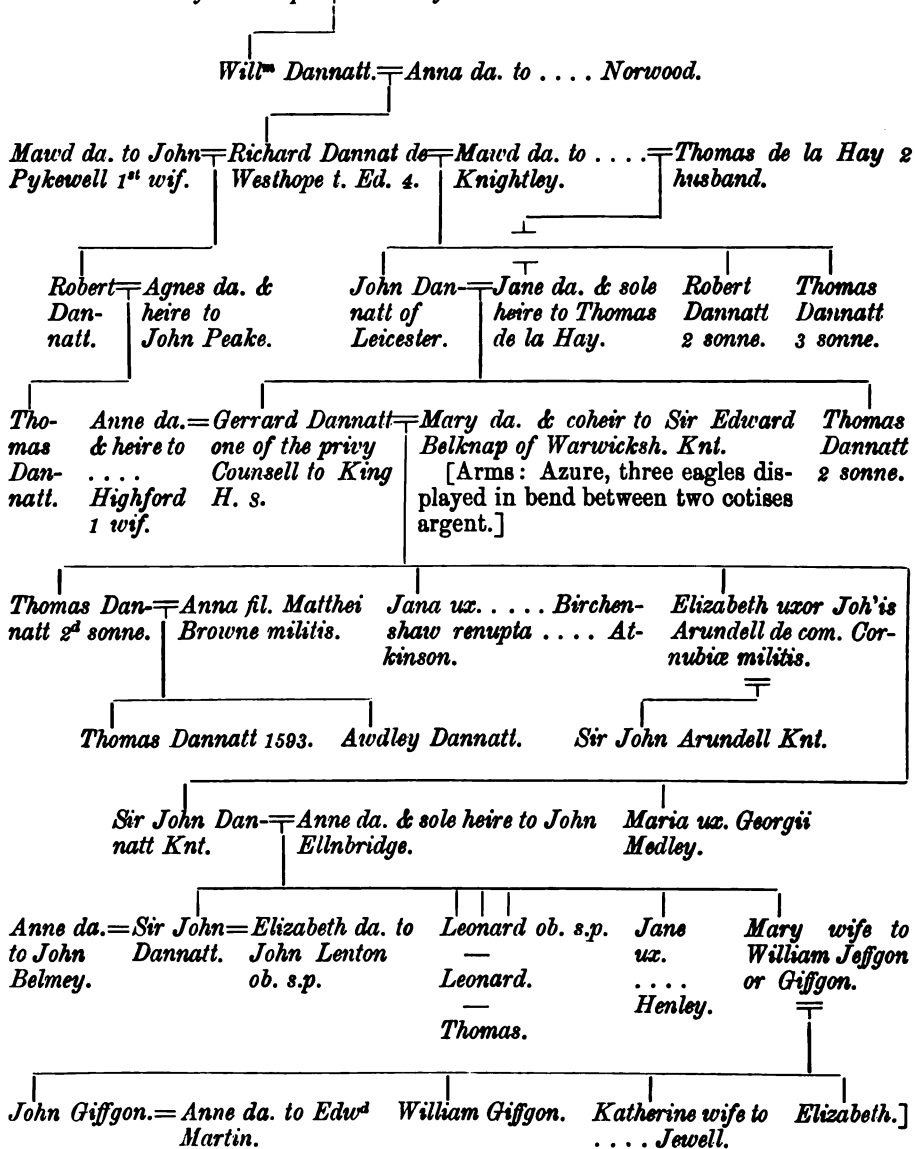 Willᵐ Dannatt.=Anna da. to . . . . Norwood.
Mawd da. to John=Richard Dannat de=Mawd da. to . . . .=Thomas de la Hay 2
Pykewell 1ˢᵗ wif. Westhope t. Ed. 4. Knightley. husband.
Robert=Agnes da. & John Dan-=Jane da. & sole Robert Thomas
Dan- heire to natt of heire to Thomas Dannatt Dannatt
natt. John Peake. Leicester. de la Hay. 2 sonne. 3 sonne.
Tho- Anne da.=Gerrard Dannatt=Mary da. & coheir to Sir Edward Thomas
mas & heire to one of the privy Belknap of Warwicksh. Knt. Dannatt
Dan- . . . . Counsell to King [Arms: Azure, three eagles dis- 2 sonne.
natt. Highford H. 8. played in bend between two cotises
1 wif. argent.]
Thomas Dan-=Anna fil. Matthei Jana ux. . . . . Birchen- Elizabeth uxor Joh'is
natt 2ᵈ sonne. Browne militis. shaw renupta . . . . At- Arundell de com. Cor-
kinson. nubiæ militis.
Thomas Dannatt 1593. Awdley Dannatt. Sir John Arundell Knt.
Sir John Dan-=Anne da. & sole heire to John Maria ux. Georgii
natt Knt. Ellnbridge. Medley.
Anne da.=Sir John=Elizabeth da. to Leonard ob. s.p. Jane Mary wife to
to John Dannatt. John Lenton — ux. William Jeffgon
Belmey. ob. s.p. Leonard. . . . . or Giffgon.
— Henley.
Thomas.
John Giffgon.=Anne da. to Edwᵈ William Giffgon. Katherine wife to Elizabeth.]
Martin. . . . . Jewell.